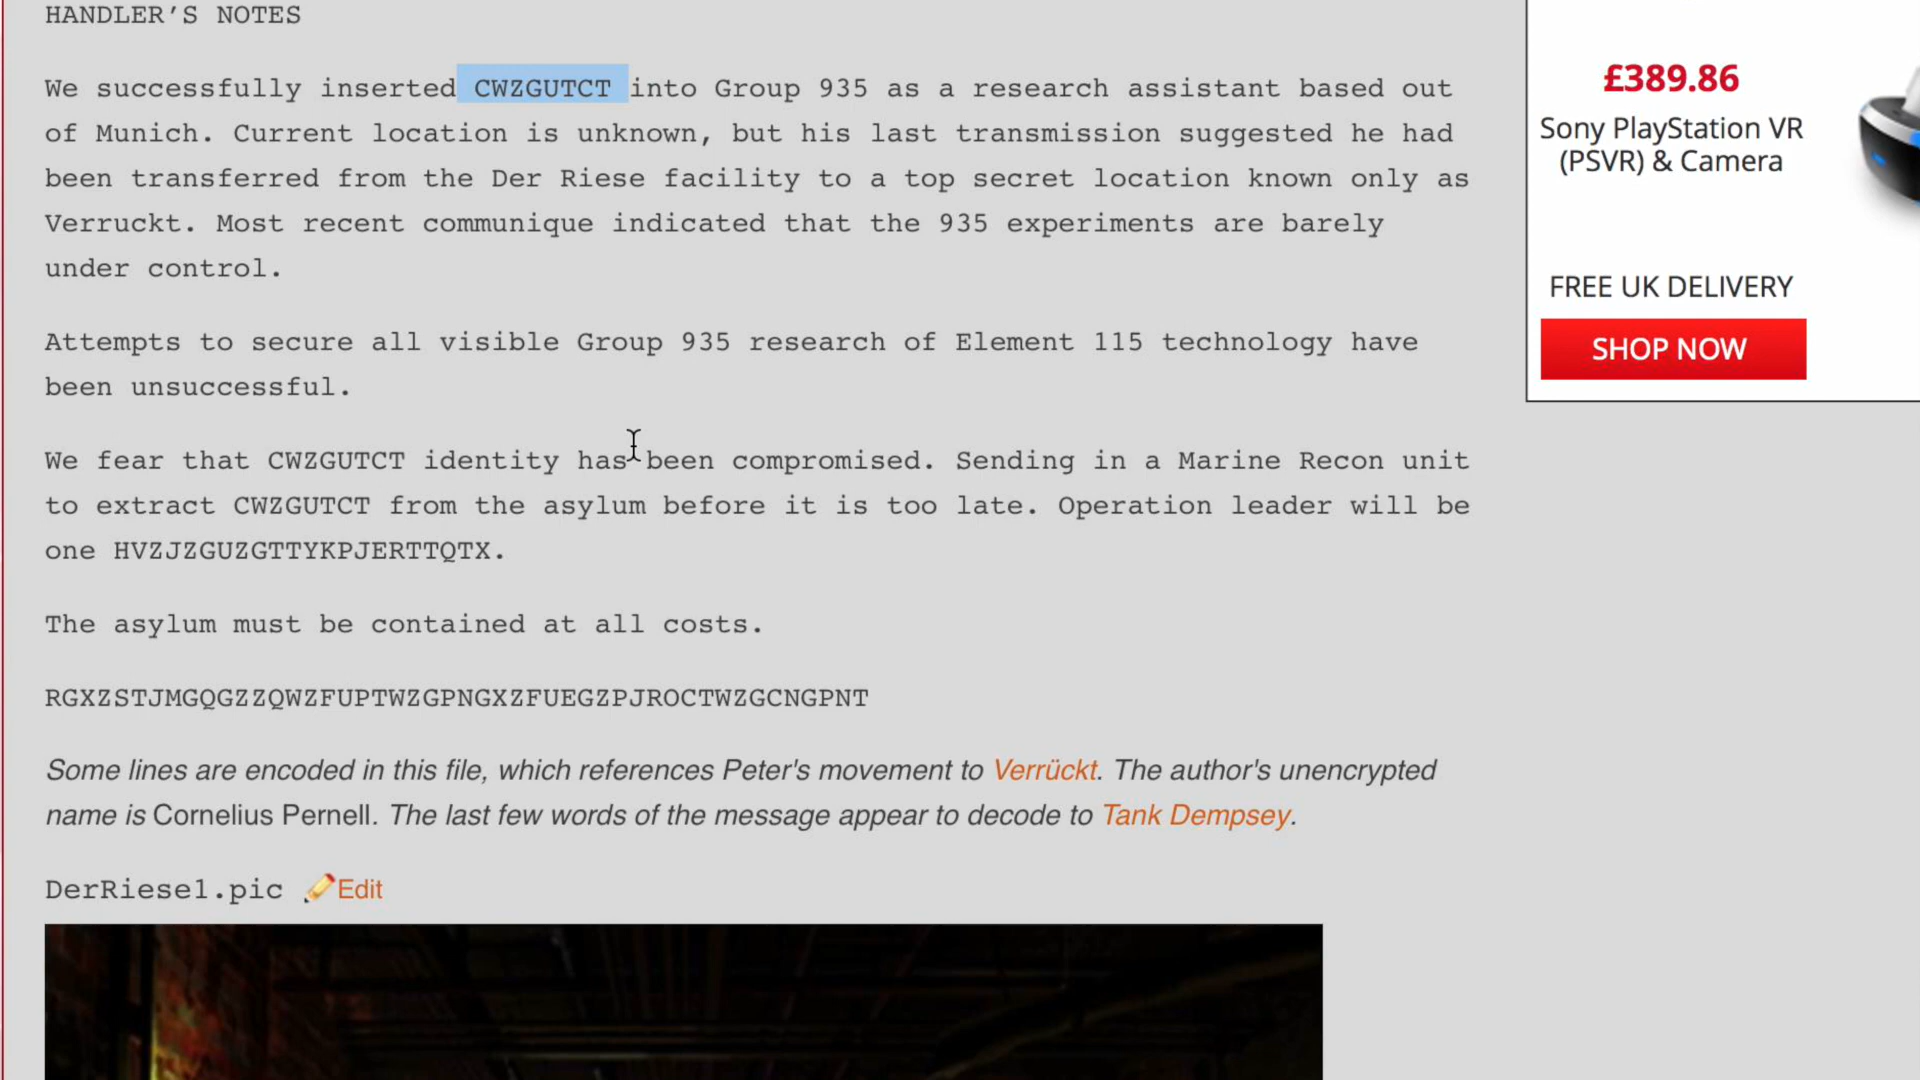 HANDLER'S NOTES
We successfully inserted CWZGUTCT into Group 935 as a research assistant based out
of Munich. Current location is unknown, but his last transmission suggested he had
been transferred from the Der Riese facility to a top secret location known only as
Verruckt. Most recent communique indicated that the 935 experiments are barely
under control.
Attempts to secure all visible Group 935 research of Element 115 technology have
been unsuccessful.
We fear that CWZGUTCT identity has been compromised. Sending in a Marine Recon unit
to extract CWZGUTCT from the asylum before it is too late. Operation leader will be
one HVZJZGUZGTTYKPJERTTQTX.
The asylum must be contained at all costs.
RGXZSTJMGQGZZQWZFUPTWZGPNGXZFUEGZPJROCTWZGCNGPNT
Some lines are encoded in this file, which references Peter's movement to Verrückt. The author's unencrypted
name is Cornelius Pernell. The last few words of the message appear to decode to Tank Dempsey.
DerRiese1.pic Edit
£389.86
Sony PlayStation VR
(PSVR) & Camera
FREE UK DELIVERY
SHOP NOW